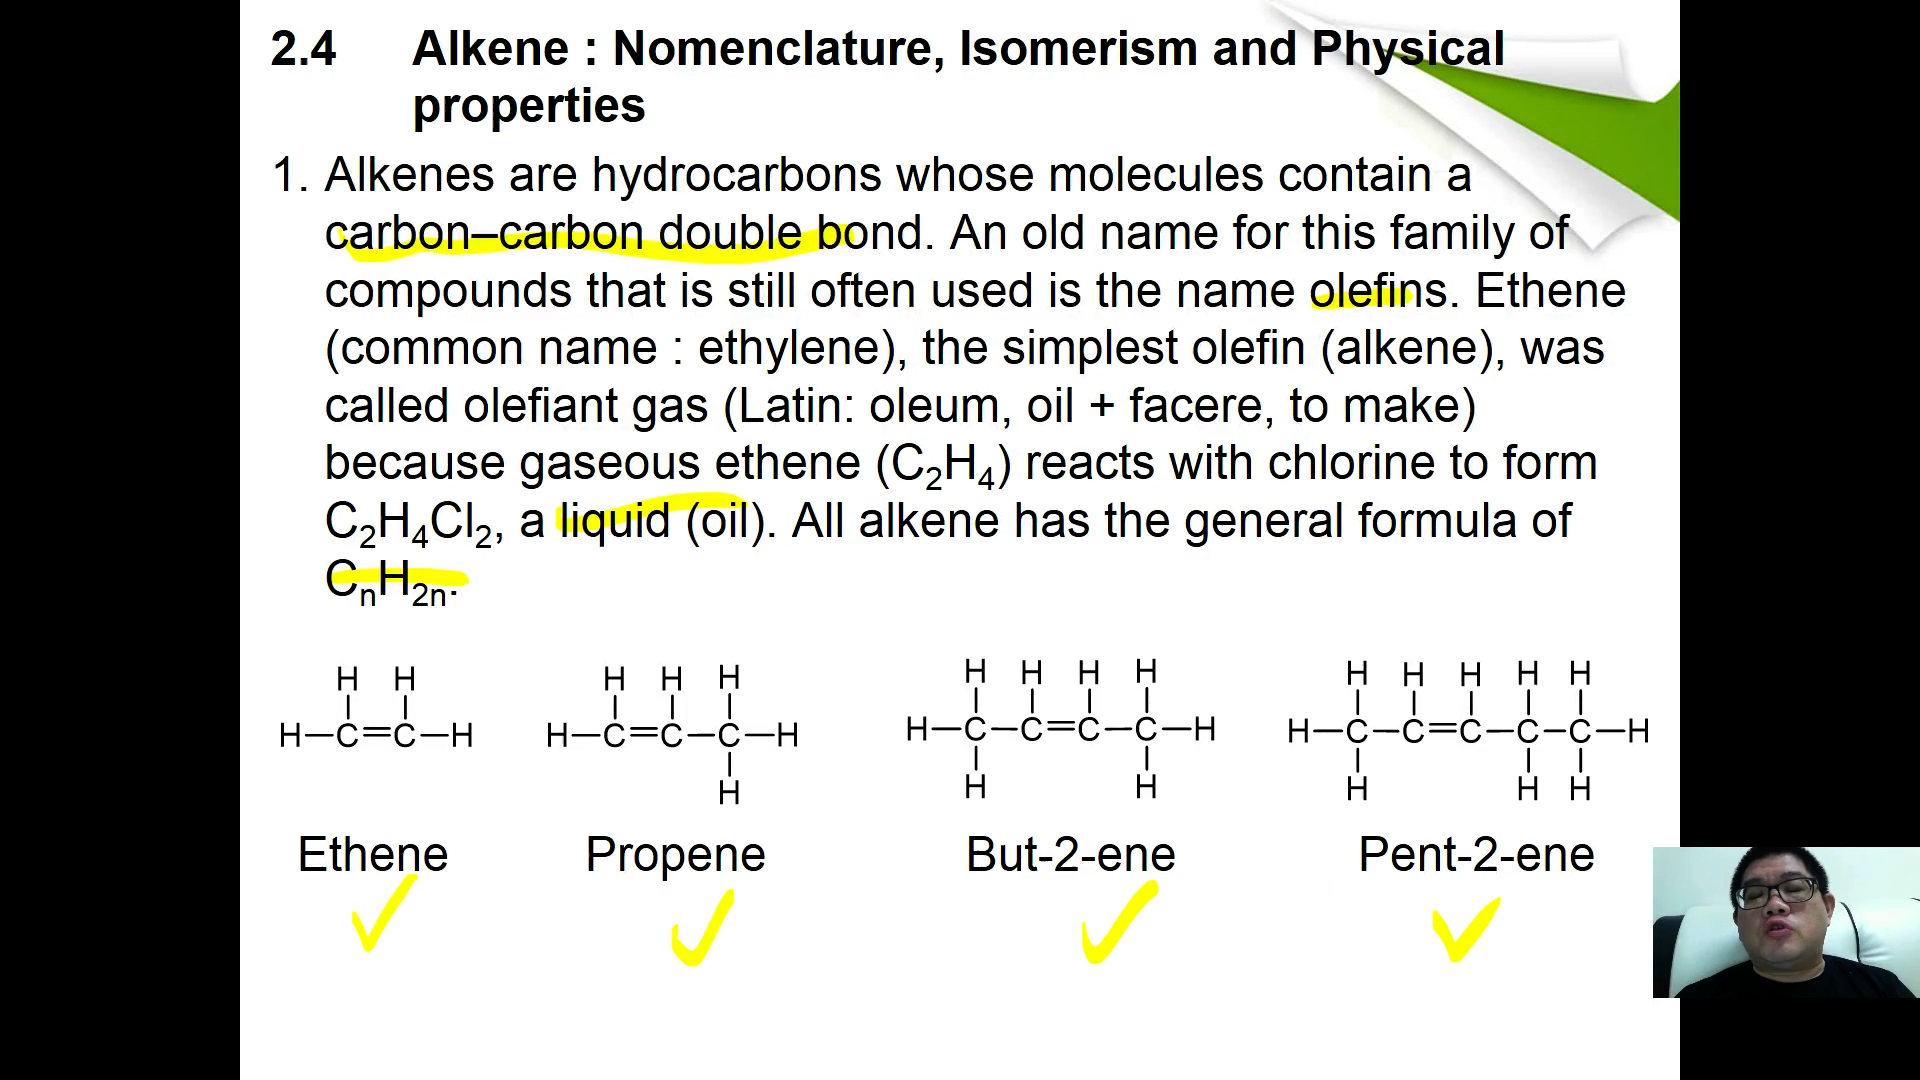 2.4 Alkene : Nomenclature, Isomerism and Physical
properties
1. Alkenes are hydrocarbons whose molecules contain a
carbon–carbon double bond. An old name for this family of
compounds that is still often used is the name olefins. Ethene
(common name : ethylene), the simplest olefin (alkene), was
called olefiant gas (Latin: oleum, oil + facere, to make)
because gaseous ethene (C₂H₄) reacts with chlorine to form
C₂H₄Cl₂, a liquid (oil). All alkene has the general formula of
CₙH₂ₙ.
H H H H H H H H H H H H H H
H—C=C—H H—C=C—C—H H—C—C=C—C—H H—C—C=C—C—C—H
H H H H H H
Ethene Propene But-2-ene Pent-2-ene